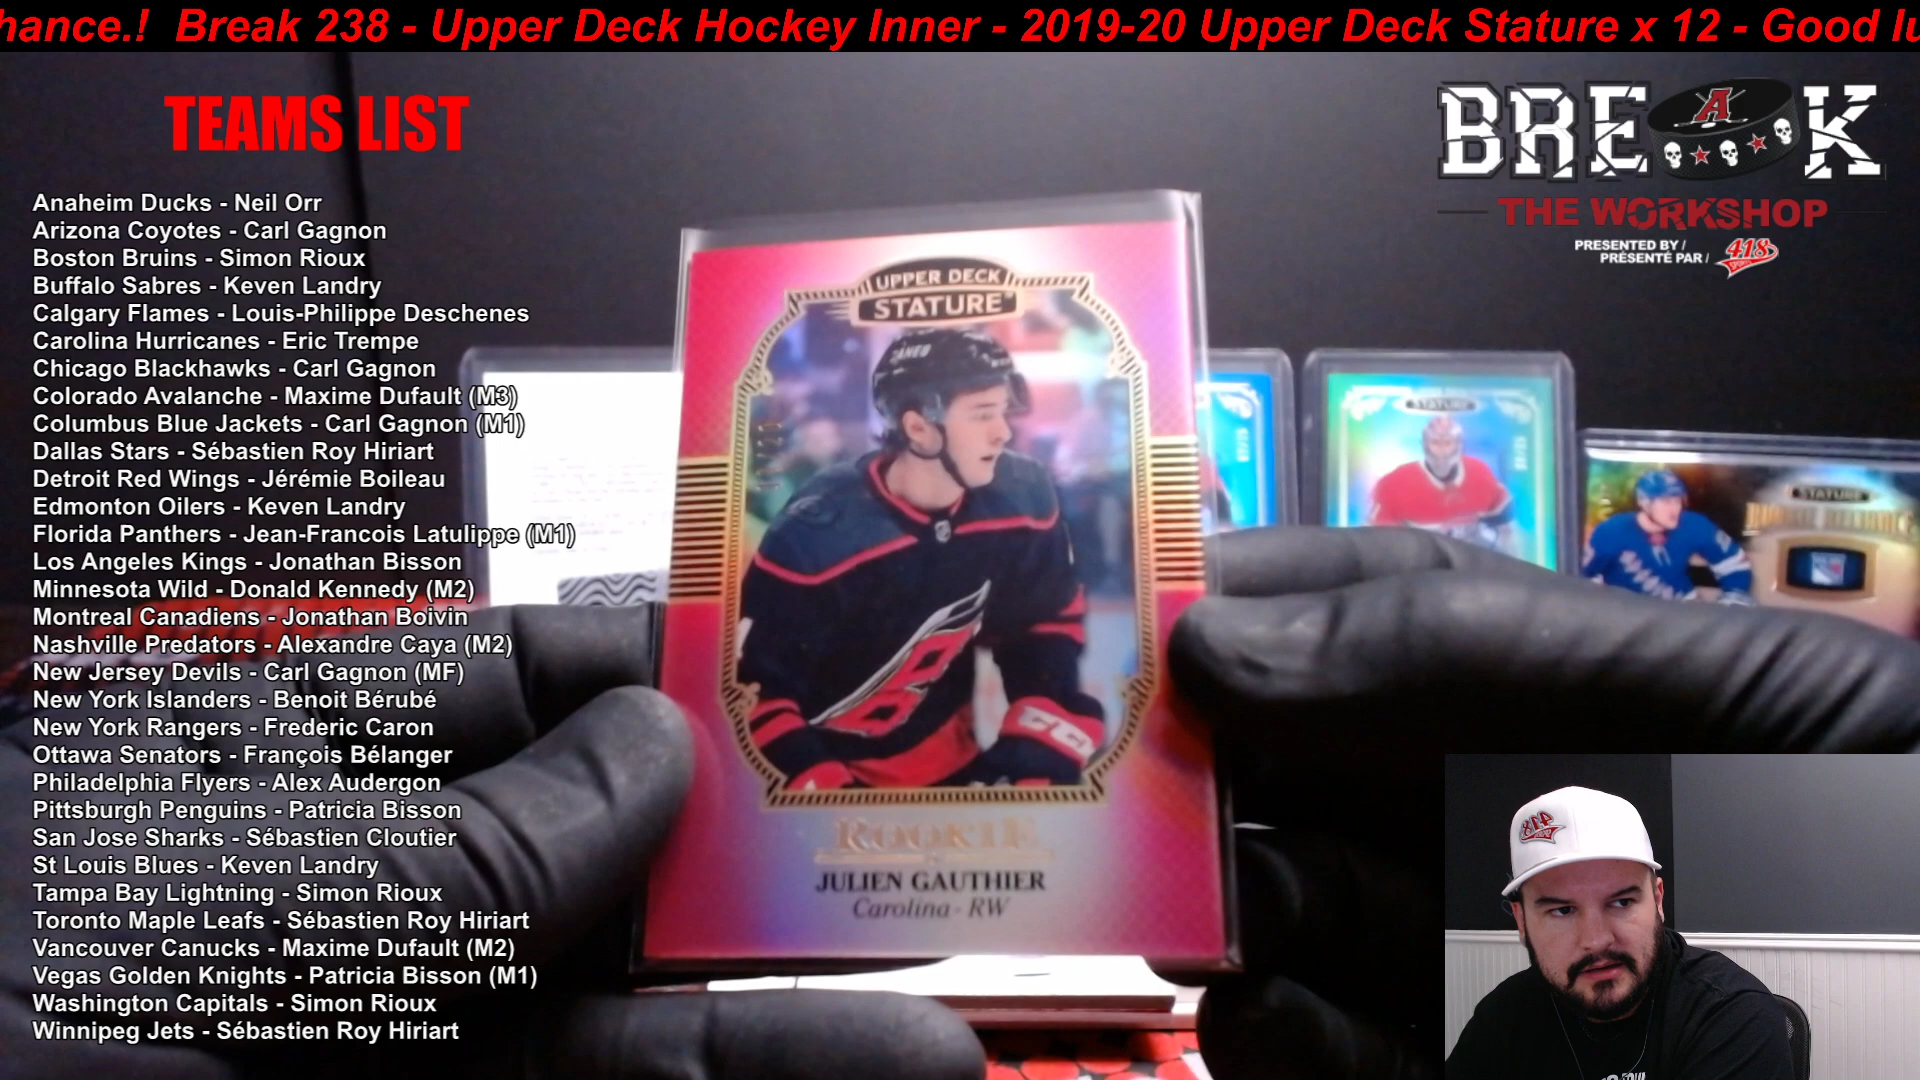 hance.! Break 238 - Upper Deck Hockey Inner - 2019-20 Upper Deck Stature x 12 - Good lu
TEAMS LIST
Anaheim Ducks - Neil Orr
Arizona Coyotes - Carl Gagnon
Boston Bruins - Simon Rioux
Buffalo Sabres - Keven Landry
Calgary Flames - Louis-Philippe Deschenes
Carolina Hurricanes - Eric Trempe
Chicago Blackhawks - Carl Gagnon
Colorado Avalanche - Maxime Dufault (M3)
Columbus Blue Jackets - Carl Gagnon (M1)
Dallas Stars - Sébastien Roy Hiriart
Detroit Red Wings - Jérémie Boileau
Edmonton Oilers - Keven Landry
Florida Panthers - Jean-Francois Latulippe (M1)
Los Angeles Kings - Jonathan Bisson
Minnesota Wild - Donald Kennedy (M2)
Montreal Canadiens - Jonathan Boivin
Nashville Predators - Alexandre Caya (M2)
New Jersey Devils - Carl Gagnon (MF)
New York Islanders - Benoit Bérubé
New York Rangers - Frederic Caron
Ottawa Senators - François Bélanger
Philadelphia Flyers - Alex Audergon
Pittsburgh Penguins - Patricia Bisson
San Jose Sharks - Sébastien Cloutier
St Louis Blues - Keven Landry
Tampa Bay Lightning - Simon Rioux
Toronto Maple Leafs - Sébastien Roy Hiriart
Vancouver Canucks - Maxime Dufault (M2)
Vegas Golden Knights - Patricia Bisson (M1)
Washington Capitals - Simon Rioux
Winnipeg Jets - Sébastien Roy Hiriart
UPPER DECK
STATURE
CCM
ROOKIE
JULIEN GAUTHIER
Carolina - RW
STATURE
STATURE
BREAK
THE WORKSHOP
PRESENTED BY /
PRÉSENTÉ PAR /
418